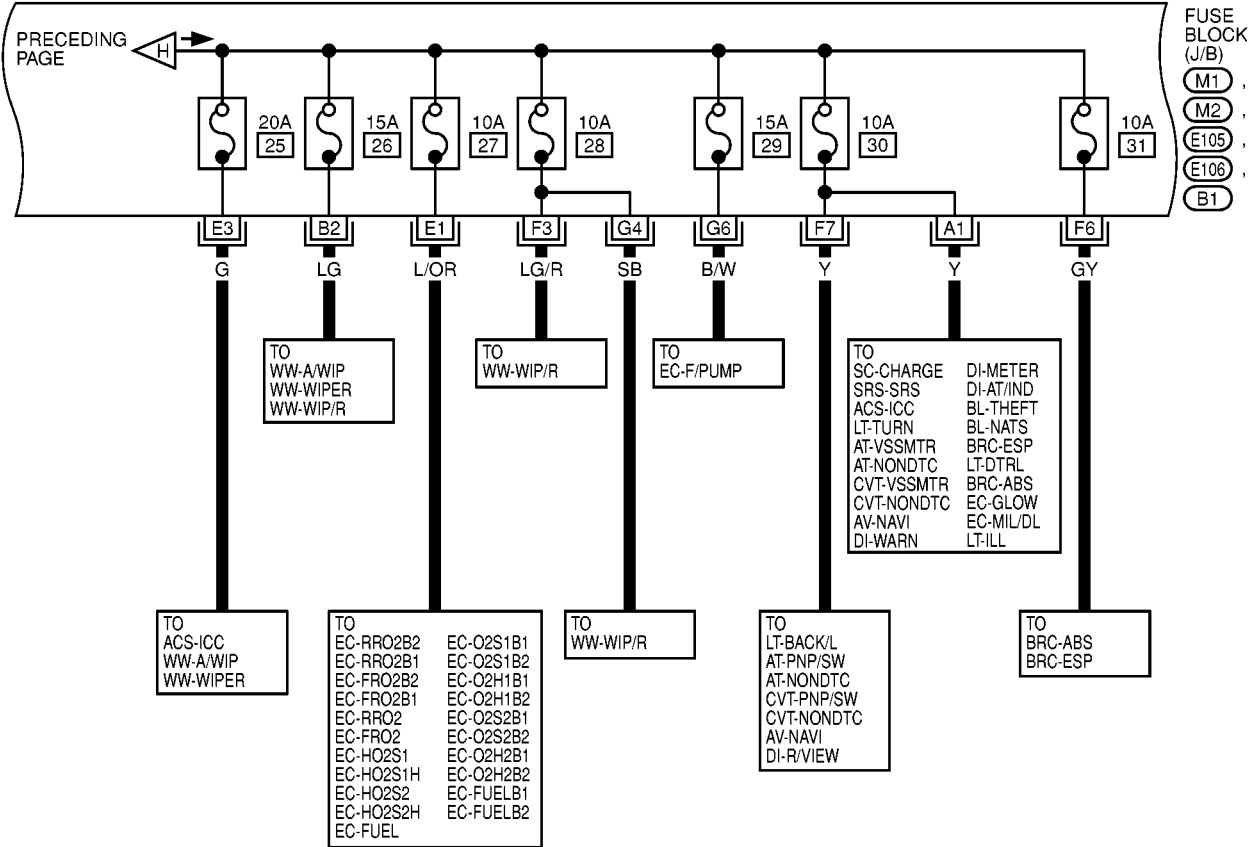 PRECEDING
PAGE
H
FUSE
BLOCK
(J/B)
M1 ,
M2 ,
E105 ,
E106 ,
B1
20A
25
15A
26
10A
27
10A
28
15A
29
10A
30
10A
31
E3
B2
E1
F3
G4
G6
F7
A1
F6
G
LG
L/OR
LG/R
SB
B/W
Y
Y
GY
TO
WW-A/WIP
WW-WIPER
WW-WIP/R
TO
WW-WIP/R
TO
EC-F/PUMP
TO
SC-CHARGE DI-METER
SRS-SRS DI-AT/IND
ACS-ICC BL-THEFT
LT-TURN BL-NATS
AT-VSSMTR BRC-ESP
AT-NONDTC LT-DTRL
CVT-VSSMTR BRC-ABS
CVT-NONDTC EC-GLOW
AV-NAVI EC-MIL/DL
DI-WARN LT-ILL
TO
ACS-ICC
WW-A/WIP
WW-WIPER
TO
EC-RRO2B2 EC-O2S1B1
EC-RRO2B1 EC-O2S1B2
EC-FRO2B2 EC-O2H1B1
EC-FRO2B1 EC-O2H1B2
EC-RRO2 EC-O2S2B1
EC-FRO2 EC-O2S2B2
EC-HO2S1 EC-O2H2B1
EC-HO2S1H EC-O2H2B2
EC-HO2S2 EC-FUELB1
EC-HO2S2H EC-FUELB2
EC-FUEL
TO
WW-WIP/R
TO
LT-BACK/L
AT-PNP/SW
AT-NONDTC
CVT-PNP/SW
CVT-NONDTC
AV-NAVI
DI-R/VIEW
TO
BRC-ABS
BRC-ESP